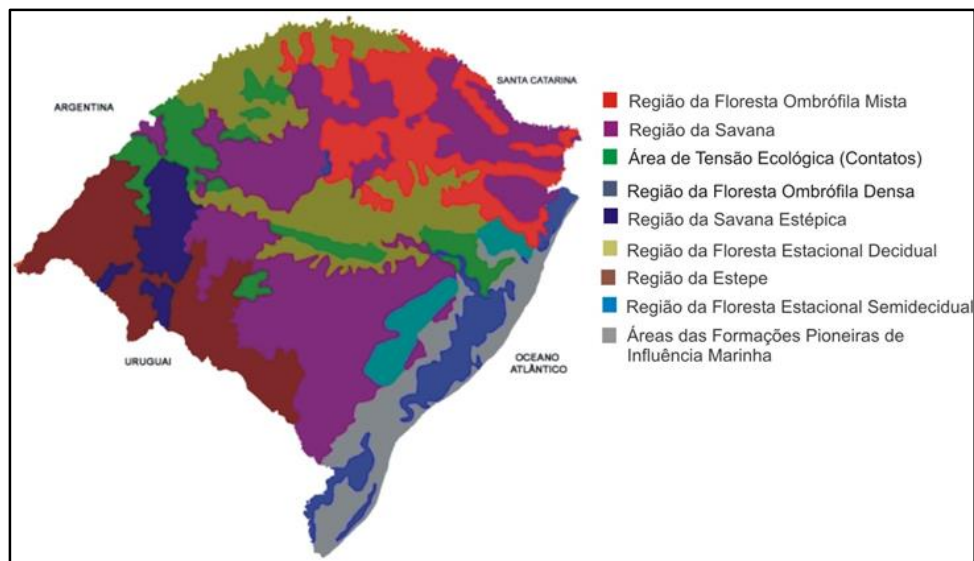 SANTA CATARINA
ARGENTINA
Região da Floresta Ombrófila Mista
Região da Savana
Área de Tensão Ecológica (Contatos)
Região da Floresta Ombrófila Densa
Região da Savana Estépica
Região da Floresta Estacional Decidual
Região da Estepe
Região da Floresta Estacional Semidecidual
Áreas das Formações Pioneiras de
Influência Marinha
URUGUAI
OCEANO
ATLÂNTICO